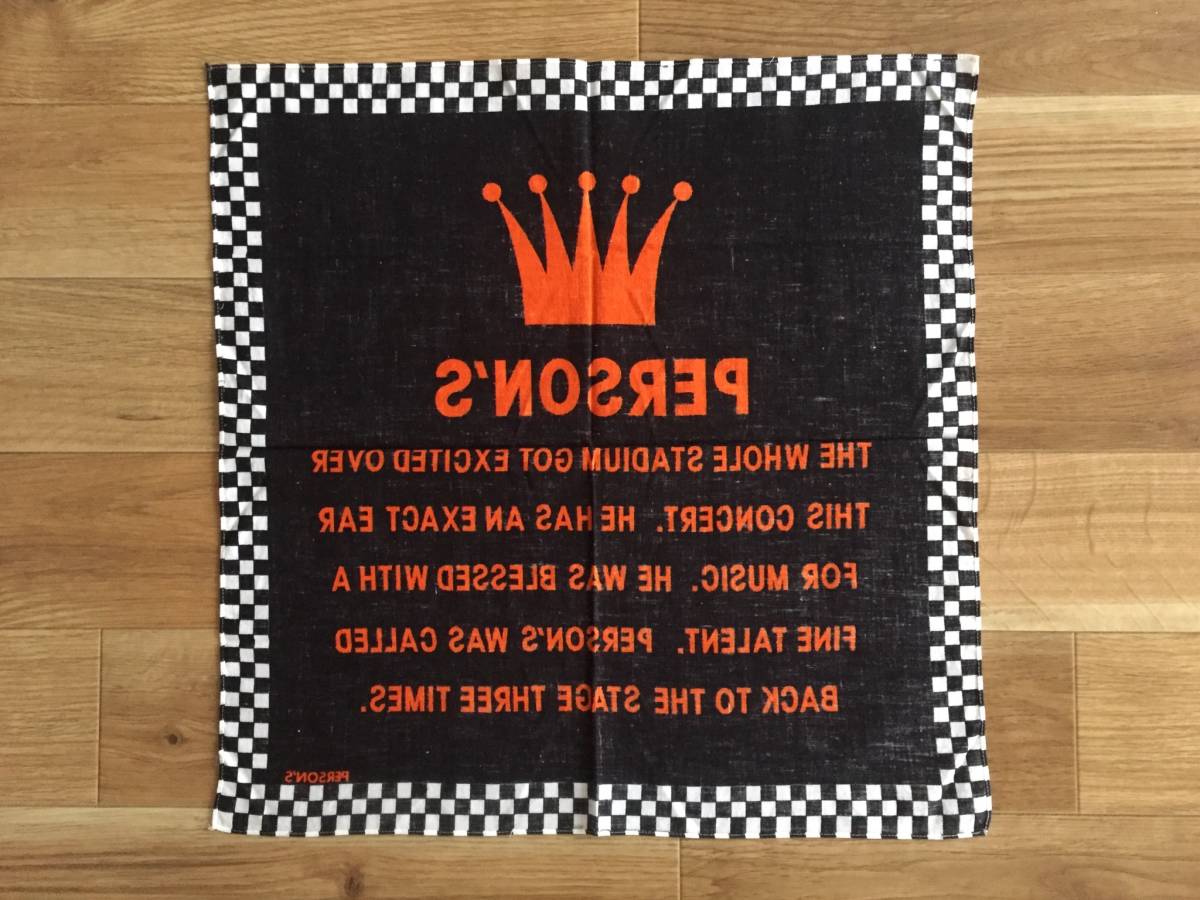 PERSON'S
THE WHOLE STADIUM GOT EXCITED OVER
THIS CONCERT. HE HAS AN EXACT EAR
FOR MUSIC. HE WAS BLESSED WITH A
FINE TALENT. PERSON'S WAS CALLED
BACK TO THE STAGE THREE TIMES.
PERSON'S